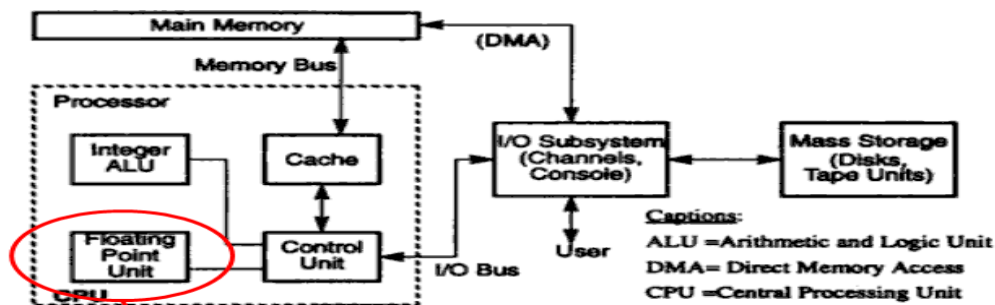 Main Memory
(DMA)
Memory Bus
Processor
Integer
ALU
Cache
I/O Subsystem
(Channels,
Console)
Mass Storage
(Disks,
Tape Units)
Floating
Point
Unit
Control
Unit
I/O Bus
User
CPU
Captions:
ALU =Arithmetic and Logic Unit
DMA= Direct Memory Access
CPU =Central Processing Unit